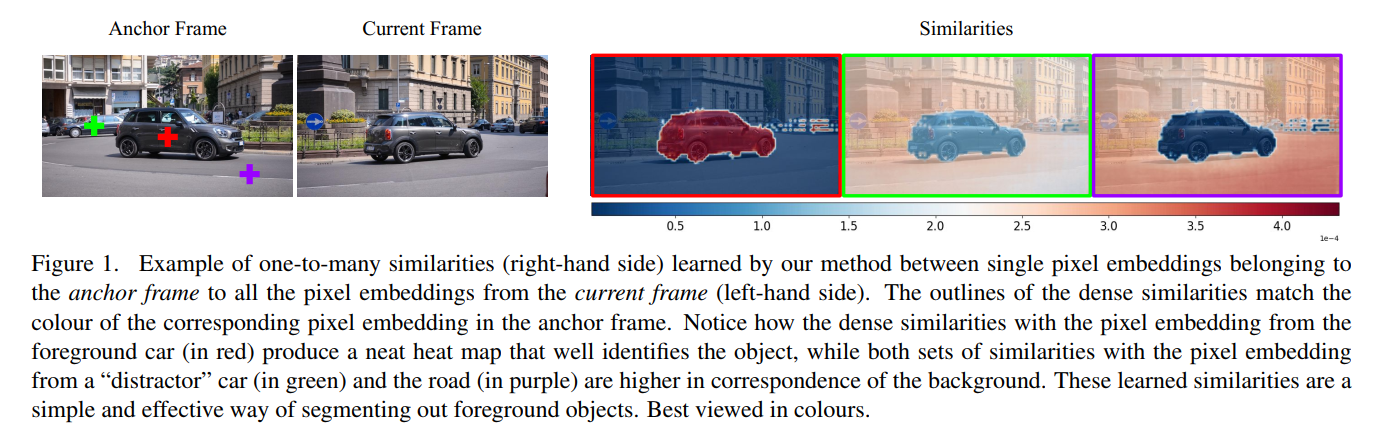 Anchor Frame
Current Frame
Similarities
0.5 1.0 1.5 2.0 2.5 3.0 3.5 4.0
1e−4
Figure 1. Example of one-to-many similarities (right-hand side) learned by our method between single pixel embeddings belonging to
the anchor frame to all the pixel embeddings from the current frame (left-hand side). The outlines of the dense similarities match the
colour of the corresponding pixel embedding in the anchor frame. Notice how the dense similarities with the pixel embedding from the
foreground car (in red) produce a neat heat map that well identifies the object, while both sets of similarities with the pixel embedding
from a “distractor” car (in green) and the road (in purple) are higher in correspondence of the background. These learned similarities are a
simple and effective way of segmenting out foreground objects. Best viewed in colours.